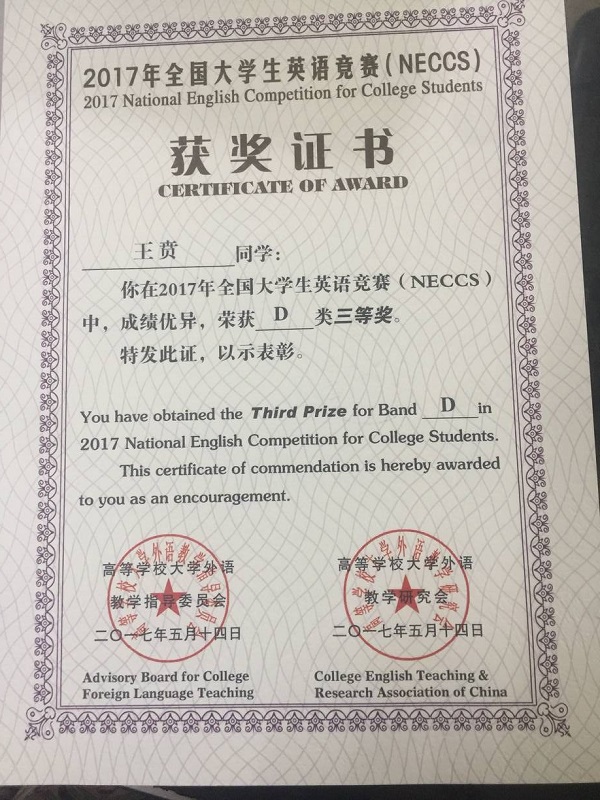 2017年全国大学生英语竞赛(NECCS)
2017 National English Competition for College Students
获奖证书
CERTIFICATE OF AWARD
王贲 同学:
你在2017年全国大学生英语竞赛(NECCS)
中,成绩优异,荣获 D 类三等奖。
特发此证,以示表彰。
You have obtained the Third Prize for Band D in
2017 National English Competition for College Students.
This certificate of commendation is hereby awarded
to you as an encouragement.
高等学校大学外语
教学指导委员会
二〇一七年五月十四日
Advisory Board for College
Foreign Language Teaching
高等学校大学外语
教学研究会
二〇一七年五月十四日
College English Teaching &
Research Association of China